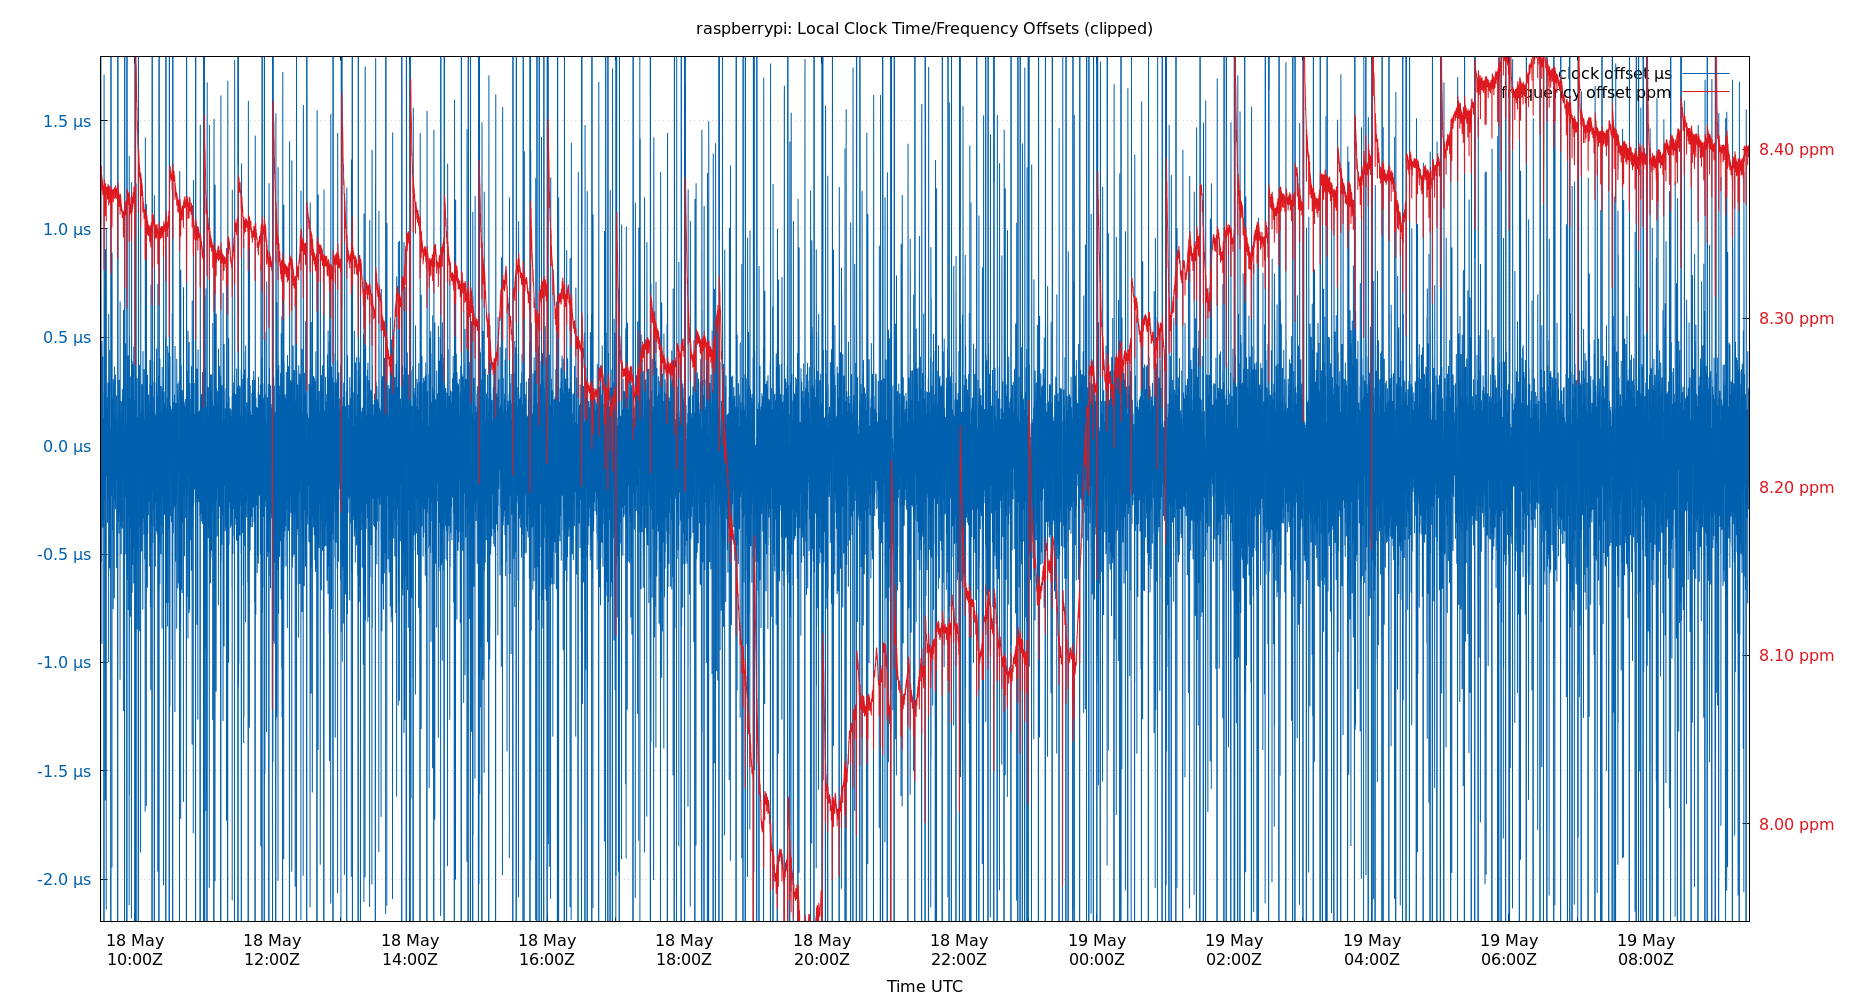 raspberrypi: Local Clock Time/Frequency Offsets (clipped)
clock offset µs
frequency offset ppm
1.5 µs
1.0 µs
0.5 µs
0.0 µs
-0.5 µs
-1.0 µs
-1.5 µs
-2.0 µs
8.40 ppm
8.30 ppm
8.20 ppm
8.10 ppm
8.00 ppm
18 May 18 May 18 May 18 May 18 May 18 May 18 May 19 May 19 May 19 May 19 May 19 May
10:00Z 12:00Z 14:00Z 16:00Z 18:00Z 20:00Z 22:00Z 00:00Z 02:00Z 04:00Z 06:00Z 08:00Z
Time UTC